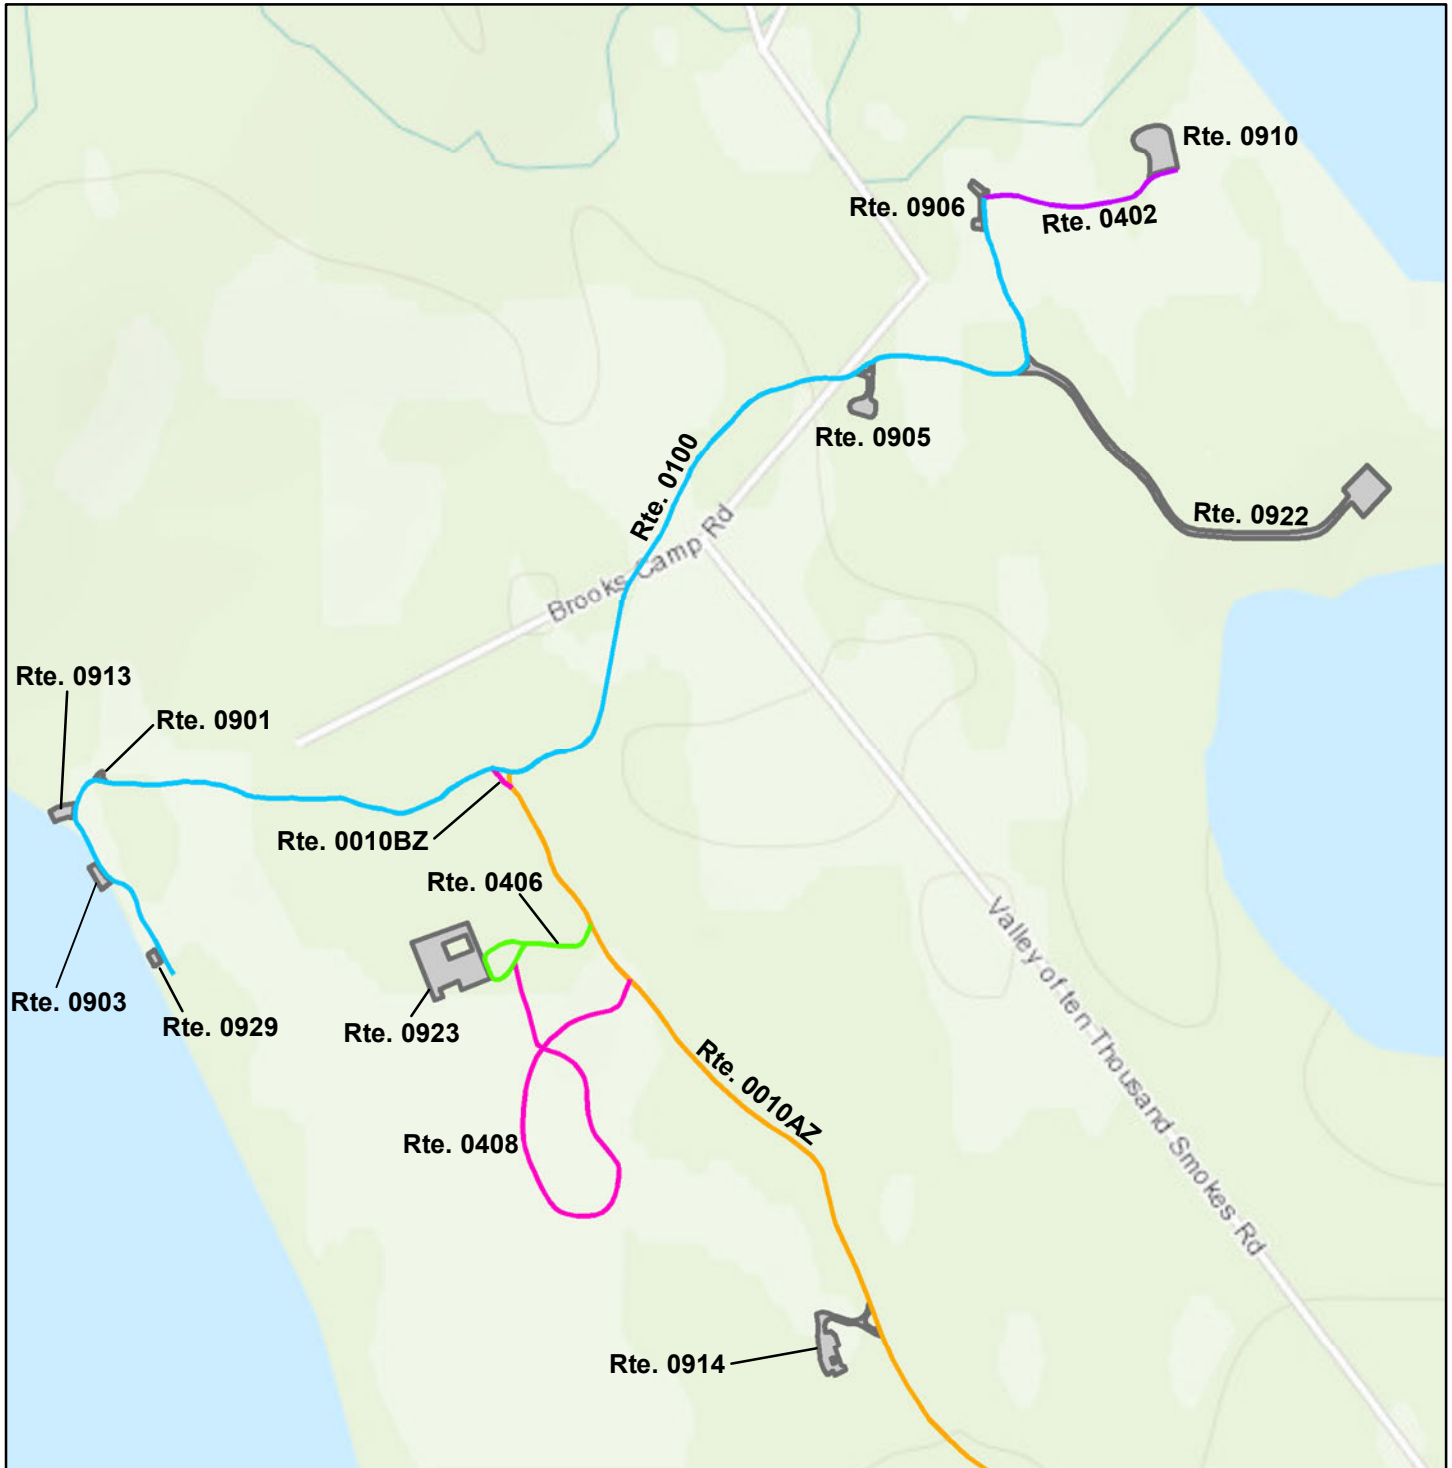 Rte. 0910
Rte. 0906
Rte. 0402
Rte. 0905
Rte. 0100
Rte. 0922
Brooks Camp Rd
Rte. 0913
Rte. 0901
Rte. 0010BZ
Rte. 0406
Valley of ten Thousand Smokes Rd
Rte. 0903
Rte. 0929
Rte. 0923
Rte. 0010AZ
Rte. 0408
Rte. 0914